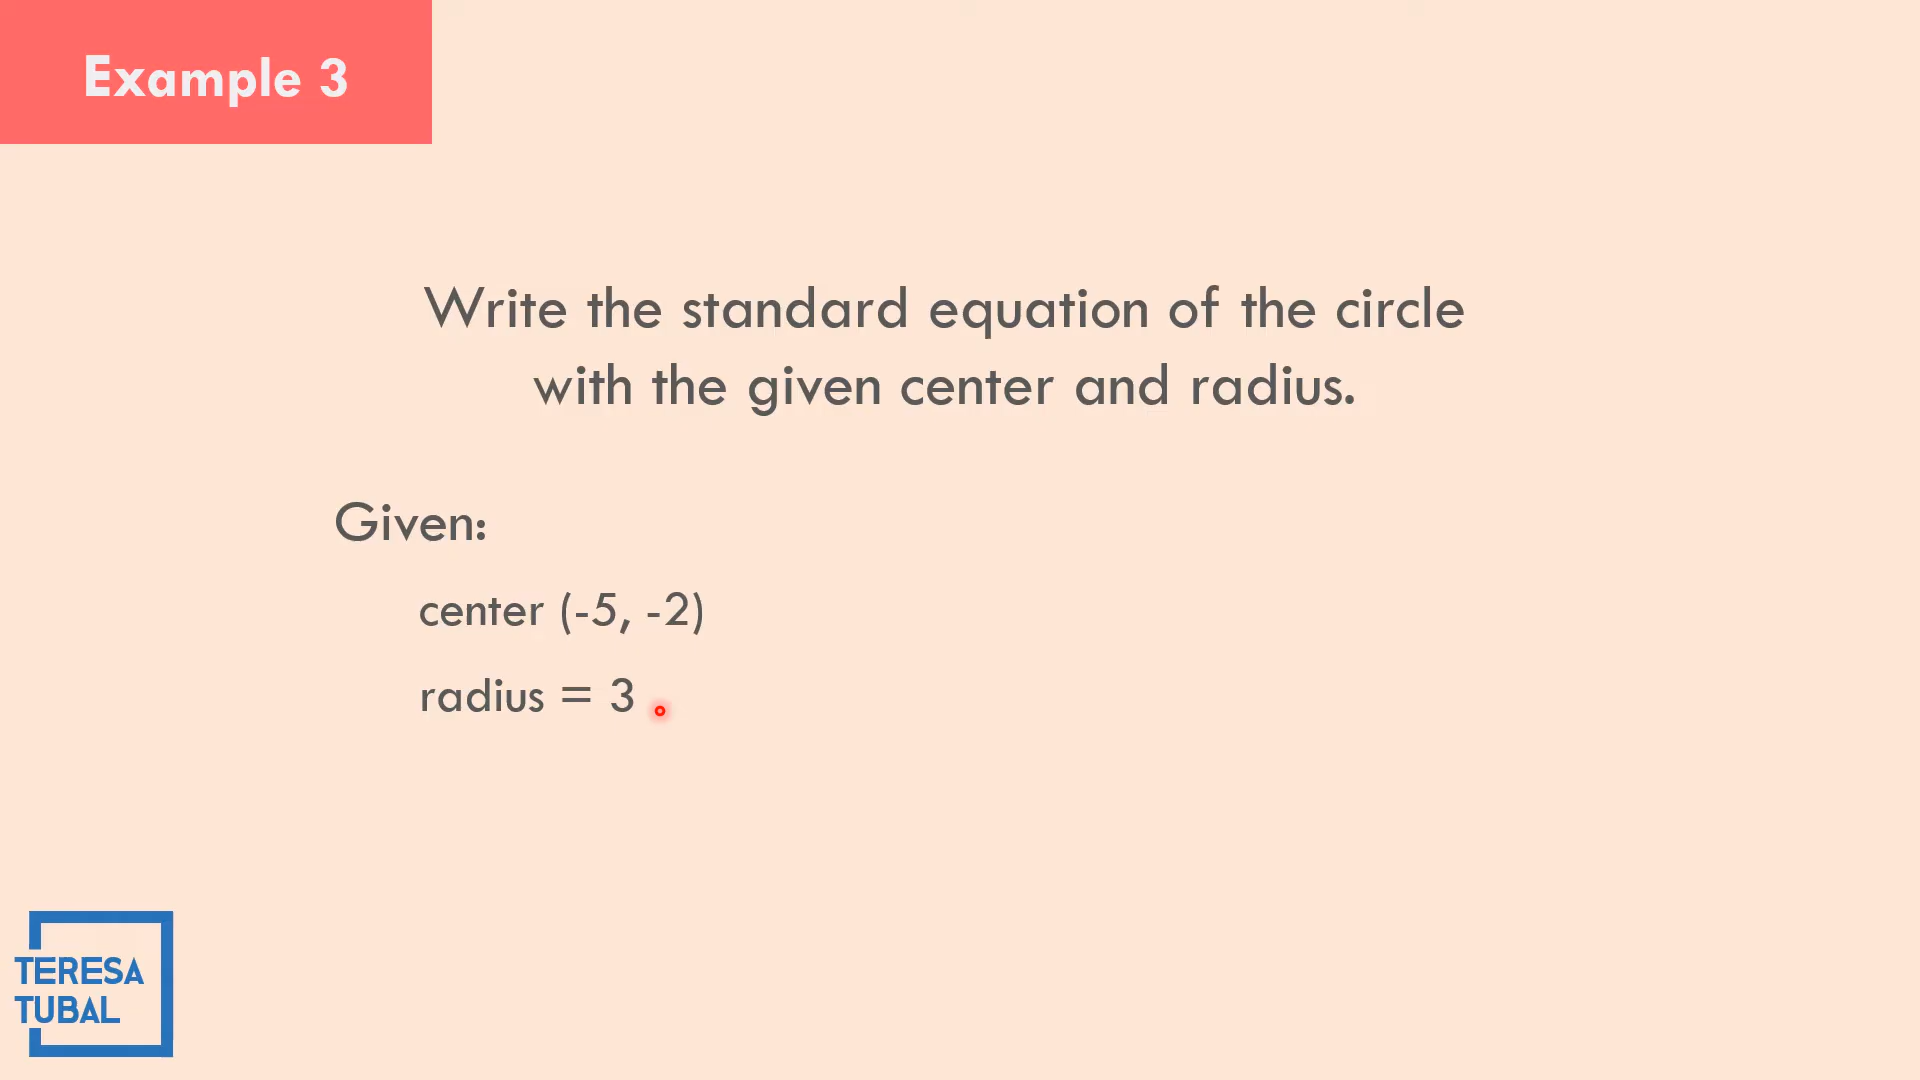 Example 3
Write the standard equation of the circle
with the given center and radius.
Given:
center (-5, -2)
radius = 3
TERESA
TUBAL